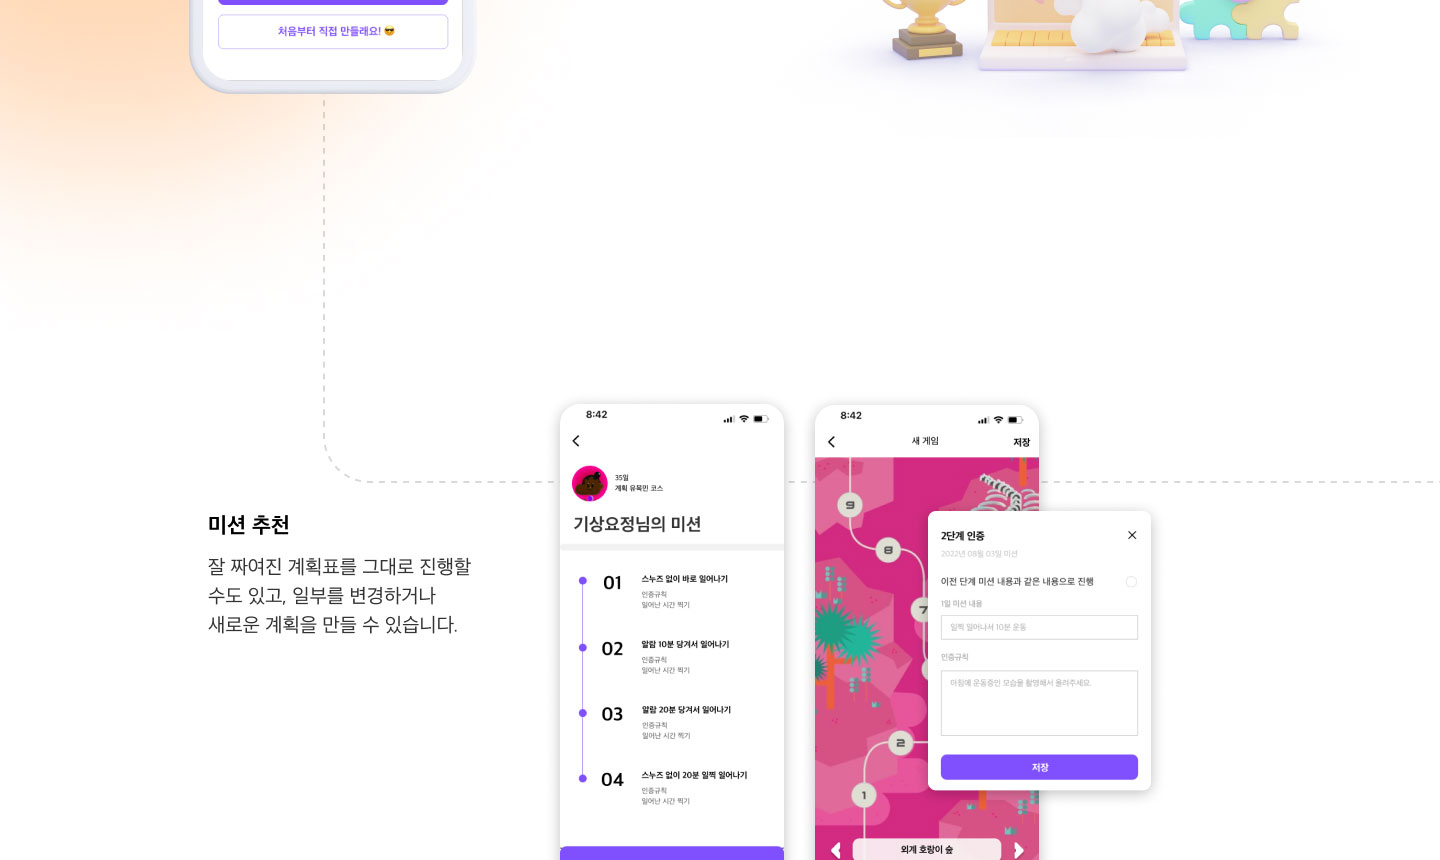 처음부터 직접 만들래요! 😎
미션 추천
잘 짜여진 계획표를 그대로 진행할
수도 있고, 일부를 변경하거나
새로운 계획을 만들 수 있습니다.
8:42
35일
계획 유목민 코스
기상요정님의 미션
01
스누즈 없이 바로 일어나기
인증규칙
일어난 시간 찍기
02
알람 10분 당겨서 일어나기
인증규칙
일어난 시간 찍기
03
알람 20분 당겨서 일어나기
인증규칙
일어난 시간 찍기
04
스누즈 없이 20분 일찍 일어나기
인증규칙
일어난 시간 찍기
8:42
새 게임
저장
9
8
7
2
1
외계 호랑이 숲
2단계 인증
2022년 08월 03일 미션
이전 단계 미션 내용과 같은 내용으로 진행
1일 미션 내용
일찍 일어나서 10분 운동
인증규칙
아침에 운동중인 모습을 촬영해서 올려주세요.
저장